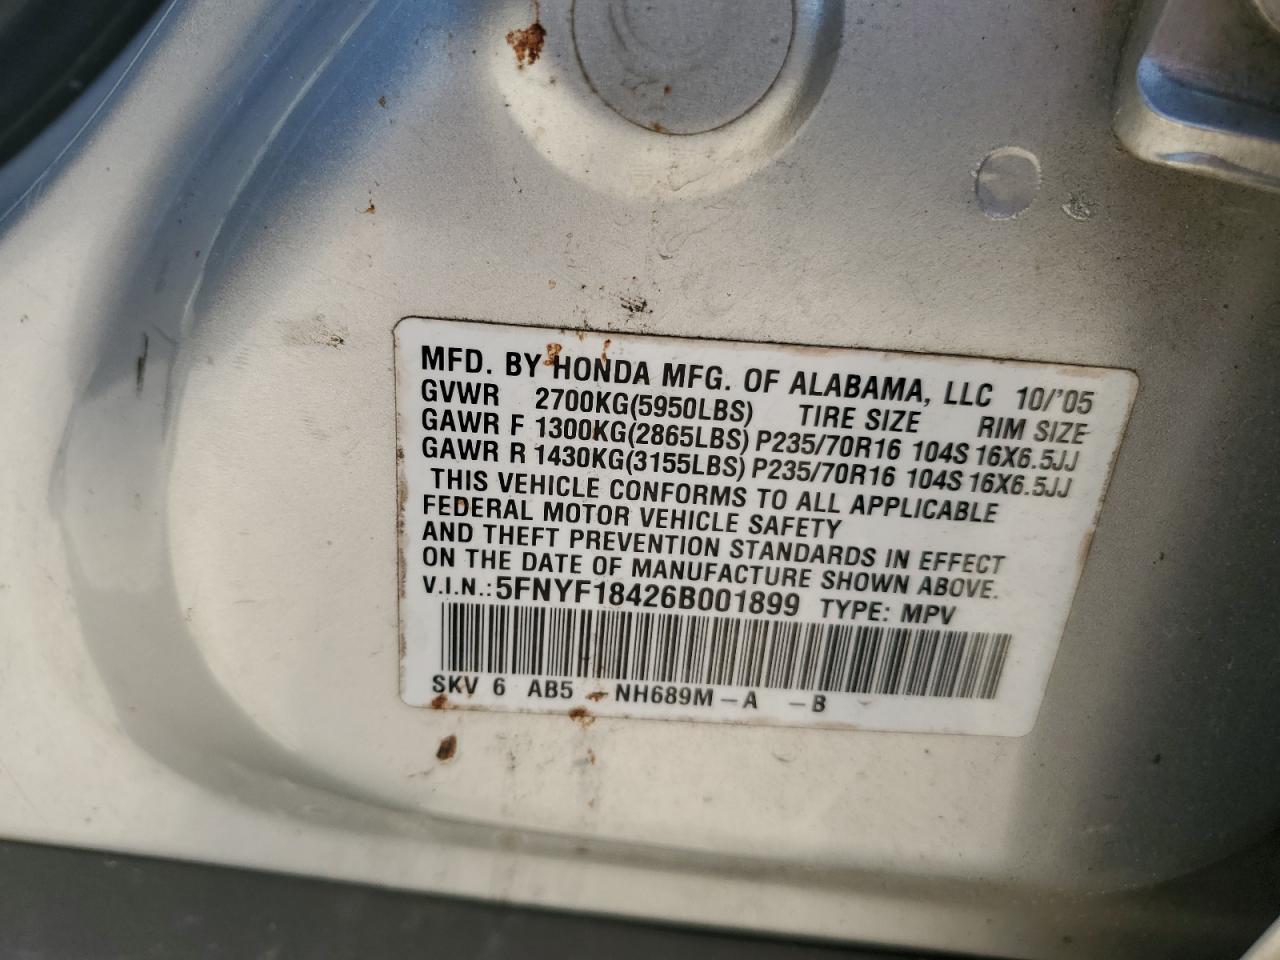 MFD. BY HONDA MFG. OF ALABAMA, LLC 10/'05
GVWR 2700KG(5950LBS) TIRE SIZE RIM SIZE
GAWR F 1300KG(2865LBS) P235/70R16 104S 16X6.5JJ
GAWR R 1430KG(3155LBS) P235/70R16 104S 16X6.5JJ
THIS VEHICLE CONFORMS TO ALL APPLICABLE
FEDERAL MOTOR VEHICLE SAFETY
AND THEFT PREVENTION STANDARDS IN EFFECT
ON THE DATE OF MANUFACTURE SHOWN ABOVE.
V.I.N.: 5FNYF18426B001899 TYPE: MPV
SKV 6 AB5 - NH689M - A - B